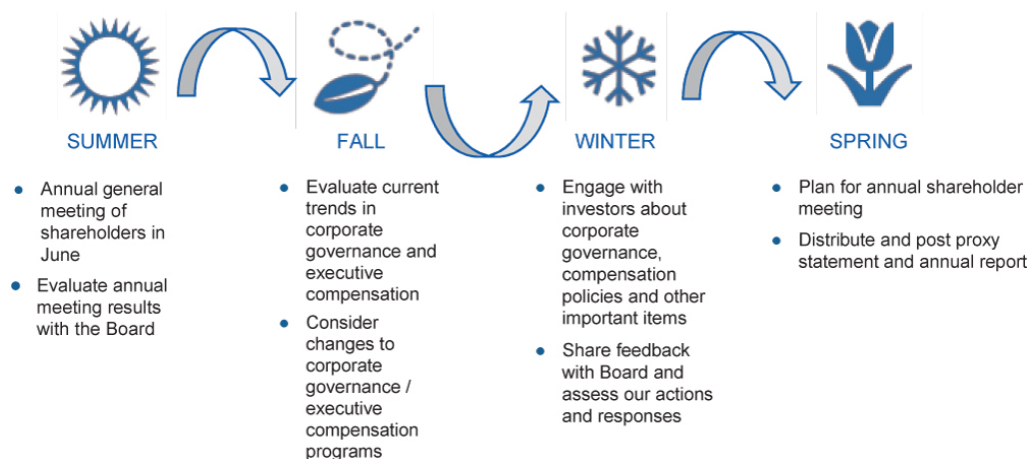 SUMMER
• Annual general
meeting of
shareholders in
June
• Evaluate annual
meeting results
with the Board
FALL
• Evaluate current
trends in
corporate
governance and
executive
compensation
• Consider
changes to
corporate
governance /
executive
compensation
programs
WINTER
• Engage with
investors about
corporate
governance,
compensation
policies and other
important items
• Share feedback
with Board and
assess our actions
and responses
SPRING
• Plan for annual shareholder
meeting
• Distribute and post proxy
statement and annual report